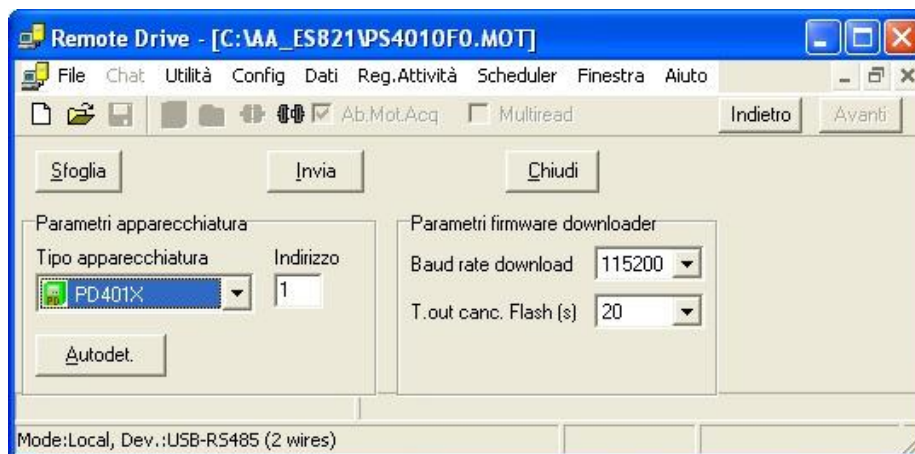 Remote Drive - [C:\AA_ES821\PS4010F0.MOT]
File Chat Utilità Config Dati Reg.Attività Scheduler Finestra Aiuto
Ab.Mot.Acq Multiread Indietro Avanti
Sfoglia Invia Chiudi
Parametri apparecchiatura Parametri firmware downloader
Tipo apparecchiatura Indirizzo Baud rate download 115200
PD PD401X 1
T.out canc. Flash (s) 20
Autodet.
Mode:Local, Dev.:USB-RS485 (2 wires)